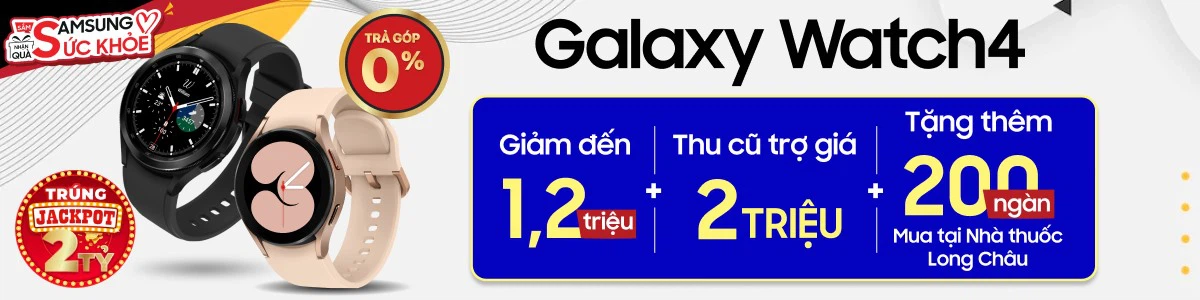 SẮM
SAMSUNG
NHẬN QUÀ
SỨC KHỎE
TRẢ GÓP
0%
TRÚNG
JACKPOT
2 TỶ
Galaxy Watch4
Giảm đến
1,2 triệu
+
Thu cũ trợ giá
2 TRIỆU
+
Tặng thêm
200 ngàn
Mua tại Nhà thuốc
Long Châu